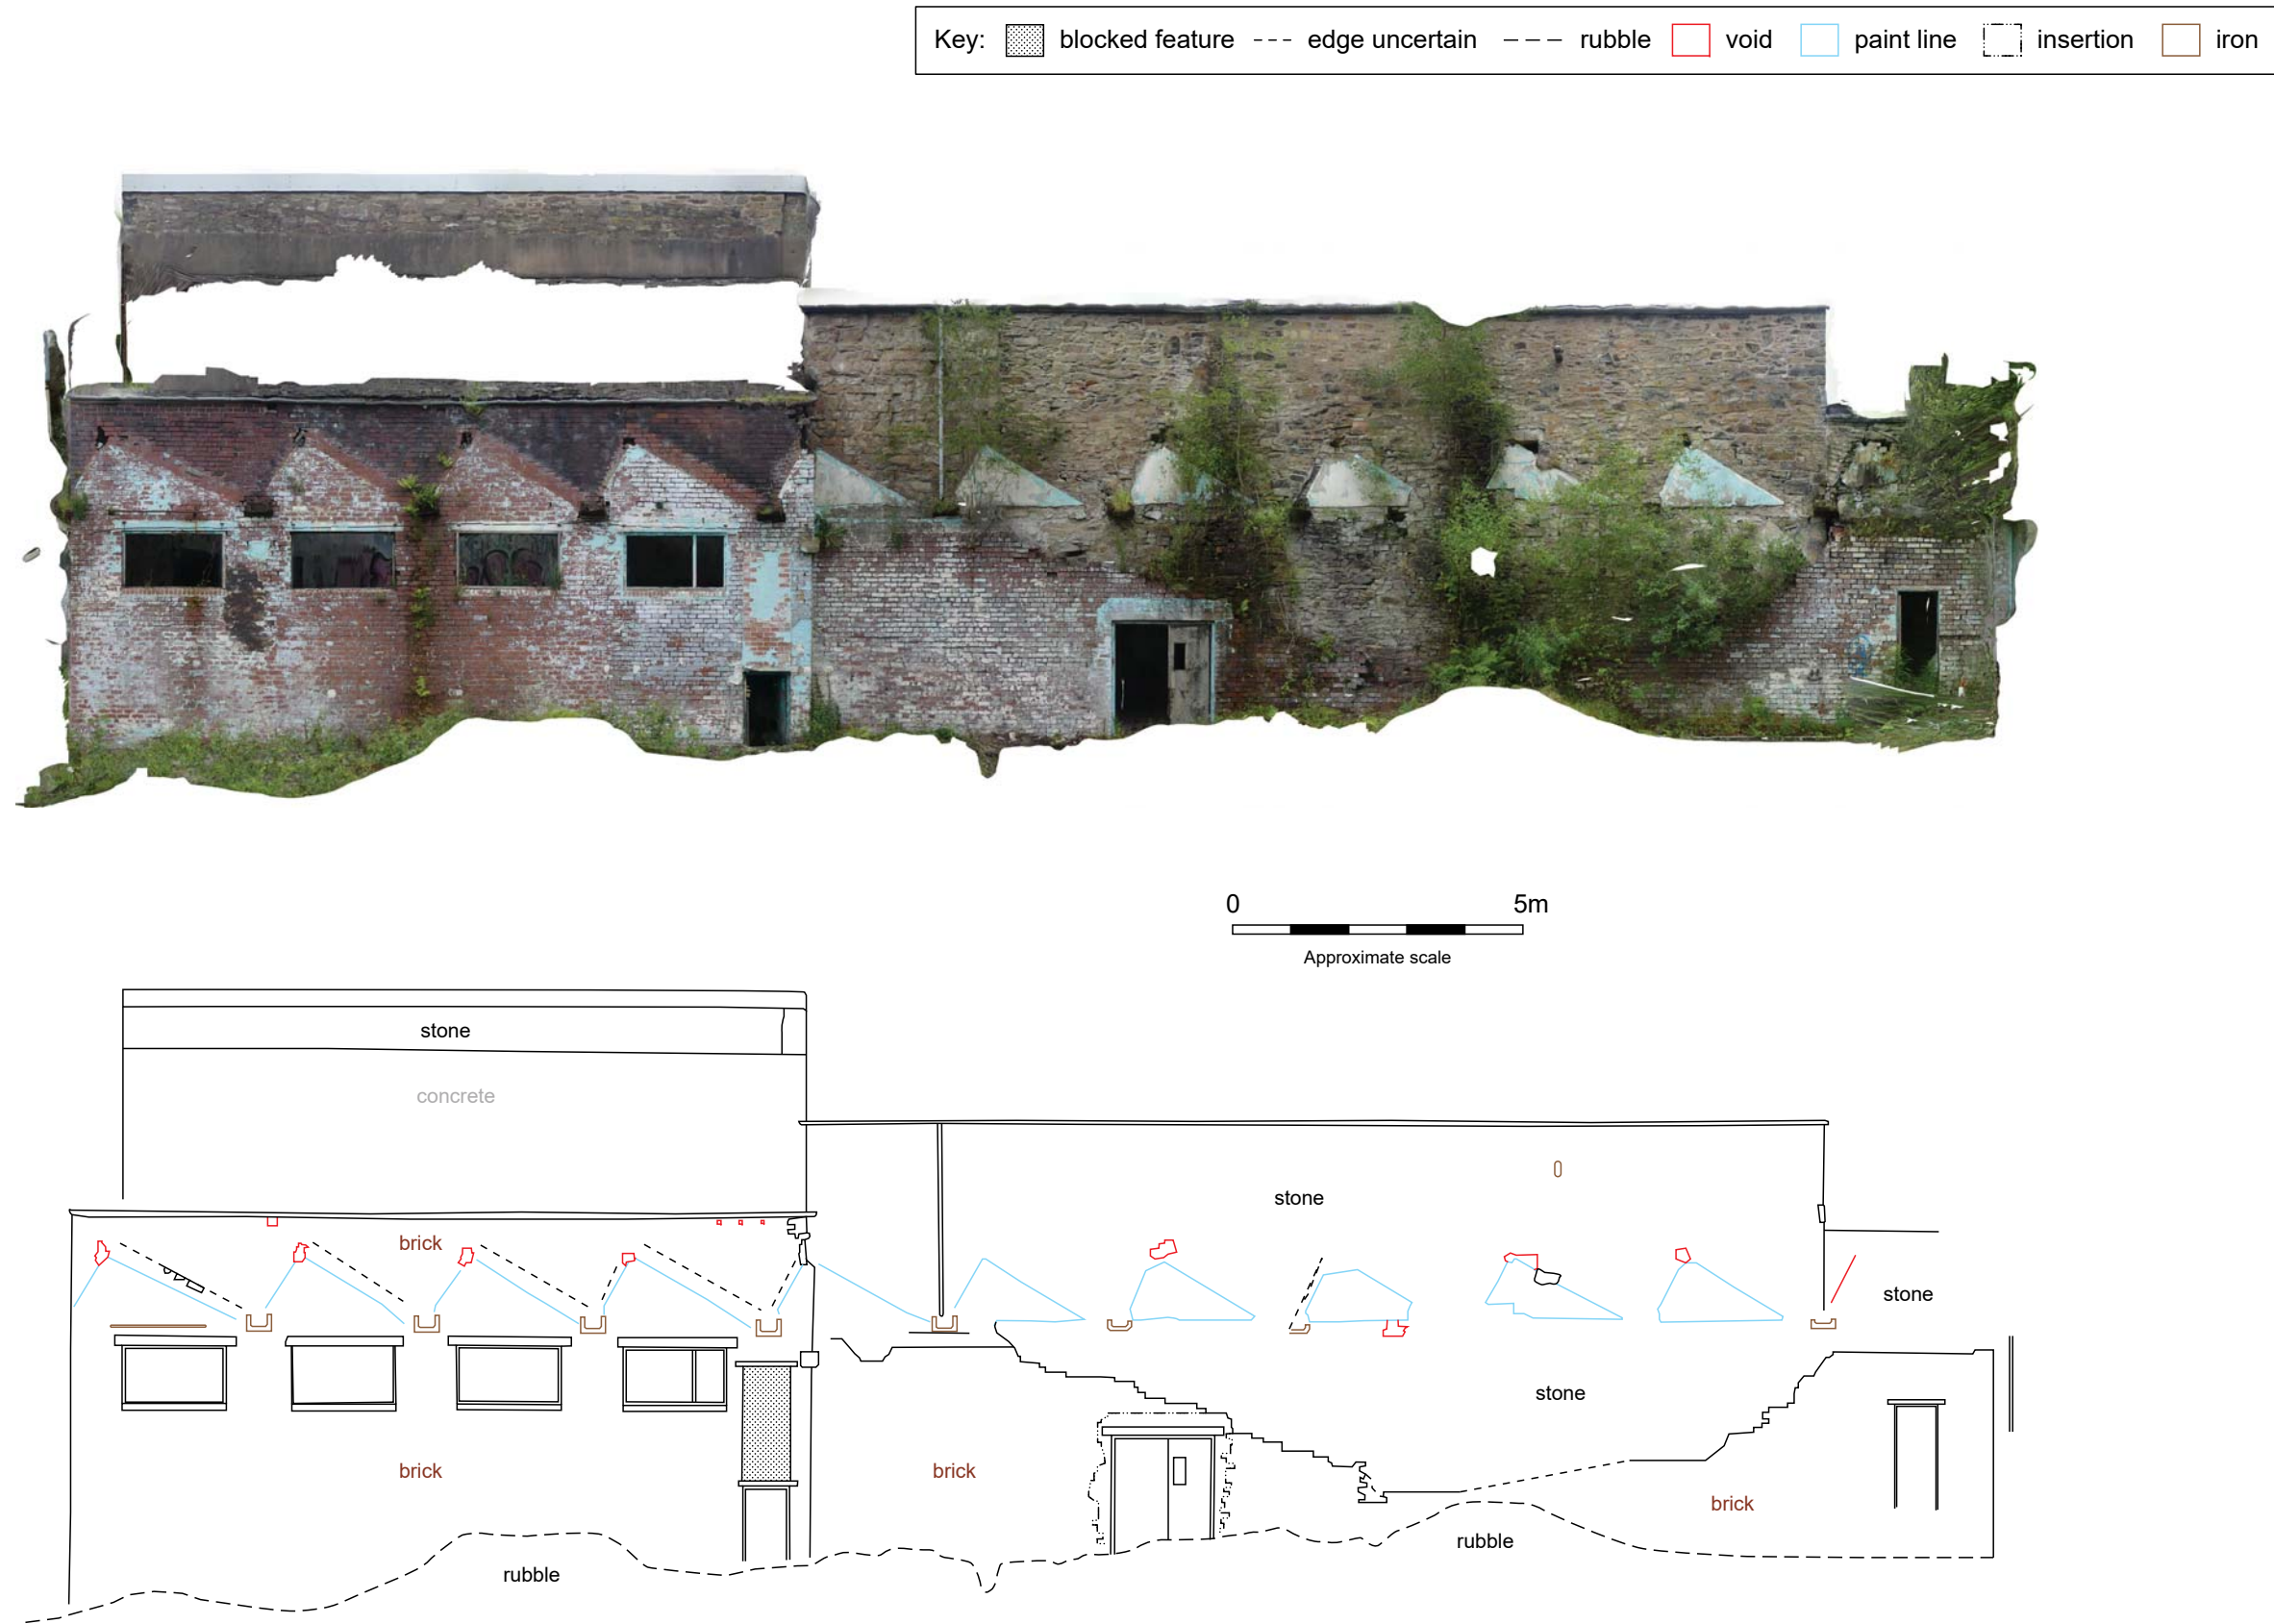 Key: blocked feature edge uncertain rubble void paint line insertion iron
0 5m
Approximate scale
stone
concrete
stone
brick
stone
stone
brick
brick
brick
rubble
rubble